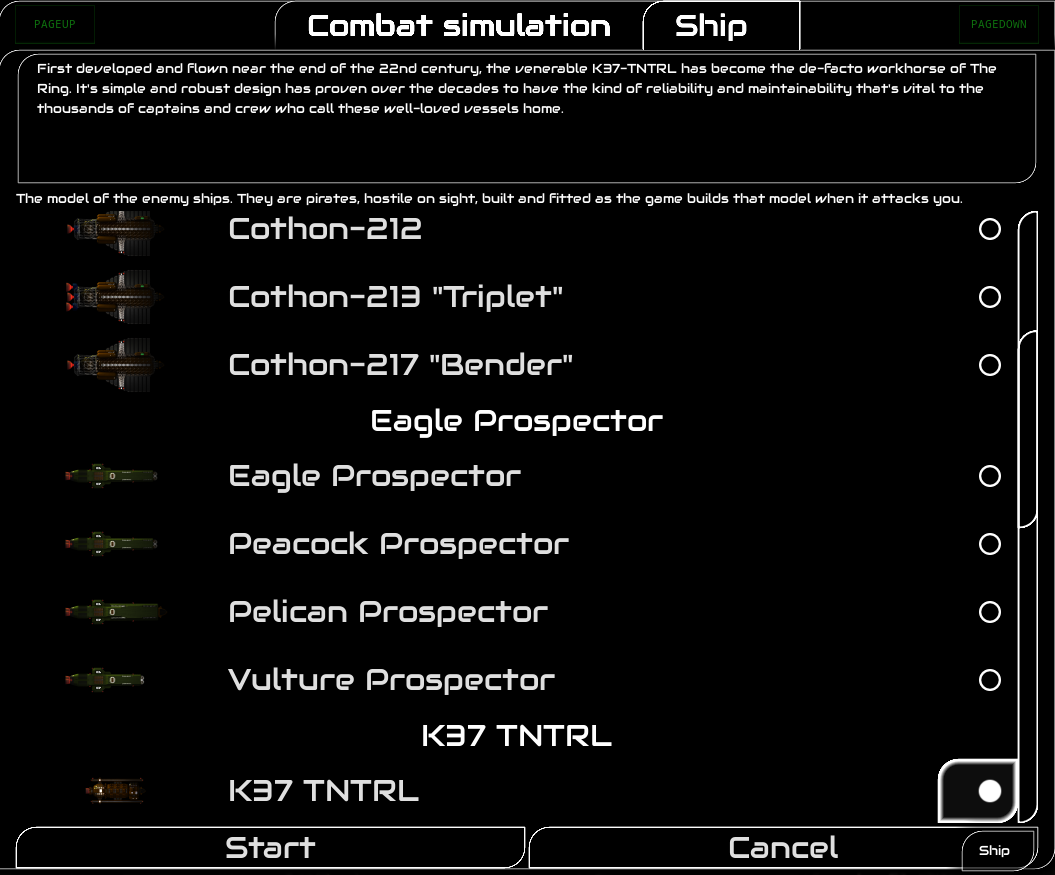 PAGEUP
Combat simulation
Ship
PAGEDOWN
First developed and flown near the end of the 22nd century, the venerable K37-TNTRL has become the de-facto workhorse of The
Ring. It's simple and robust design has proven over the decades to have the kind of reliability and maintainability that's vital to the
thousands of captains and crew who call these well-loved vessels home.
The model of the enemy ships. They are pirates, hostile on sight, built and fitted as the game builds that model when it attacks you.
Cothon-212
Cothon-213 "Triplet"
Cothon-217 "Bender"
Eagle Prospector
Eagle Prospector
Peacock Prospector
Pelican Prospector
Vulture Prospector
K37 TNTRL
K37 TNTRL
Start
Cancel
Ship